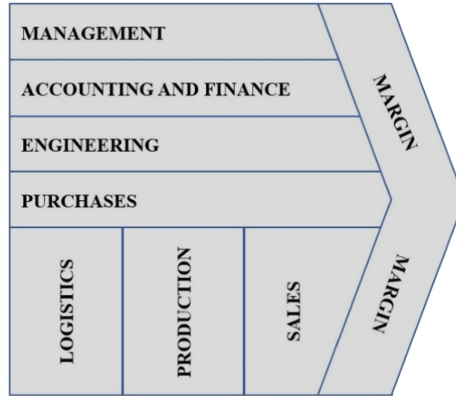 MANAGEMENT
ACCOUNTING AND FINANCE
ENGINEERING
PURCHASES
LOGISTICS
PRODUCTION
SALES
MARGIN
MARGIN